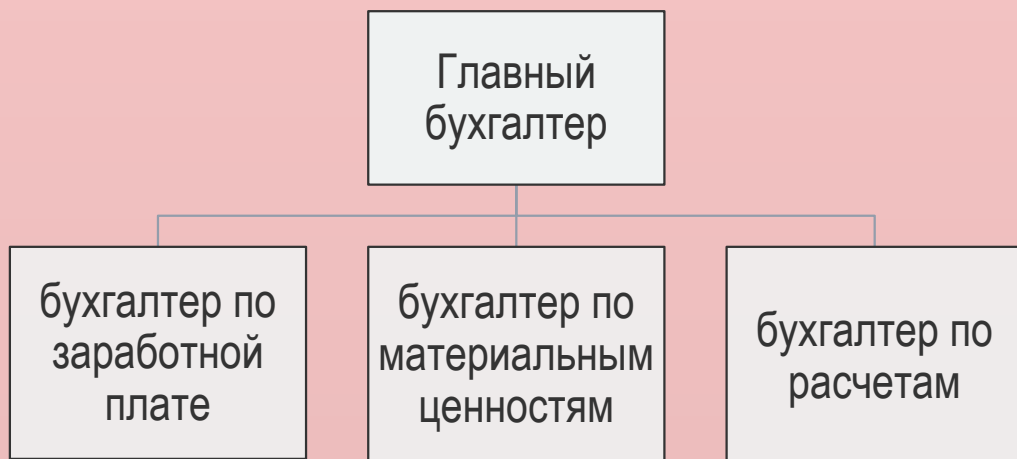 Главный
бухгалтер
бухгалтер по
заработной
плате
бухгалтер по
материальным
ценностям
бухгалтер по
расчетам